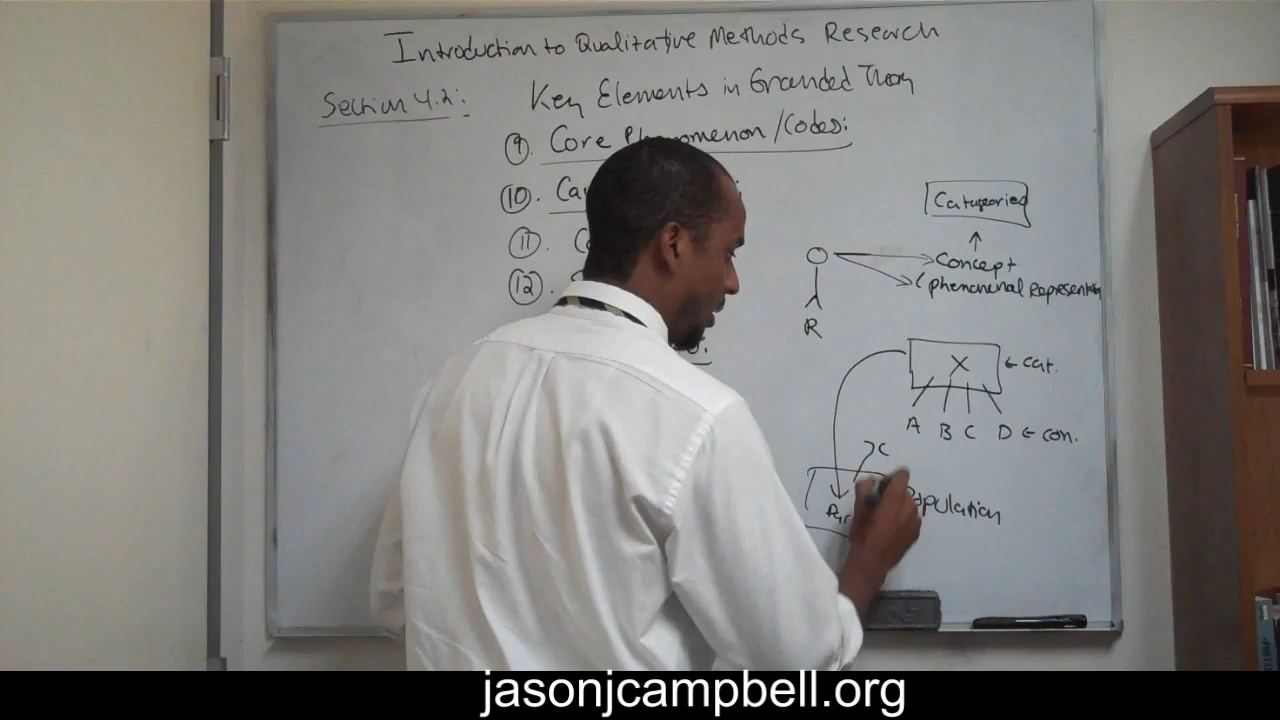 Introduction to Qualitative Methods Research
Section 4.2: Key Elements in Grounded Theory
9. Core Phenomenon/Codes:
10. Ca
11. C
12.
Categories
Concept
(phenomenal Representation
R
X ← cat.
A B C D ← con.
Population
jasonjcampbell.org